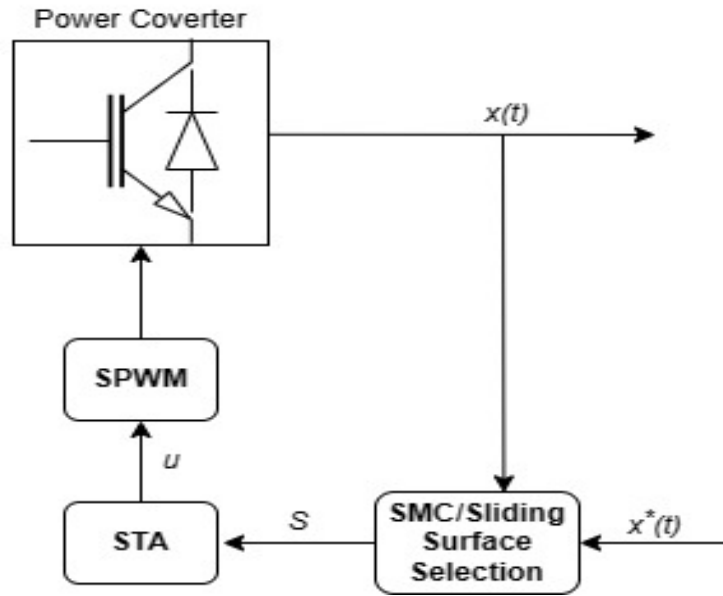 Power Coverter
x(t)
SPWM
u
STA
S
SMC/Sliding
Surface
Selection
x*(t)